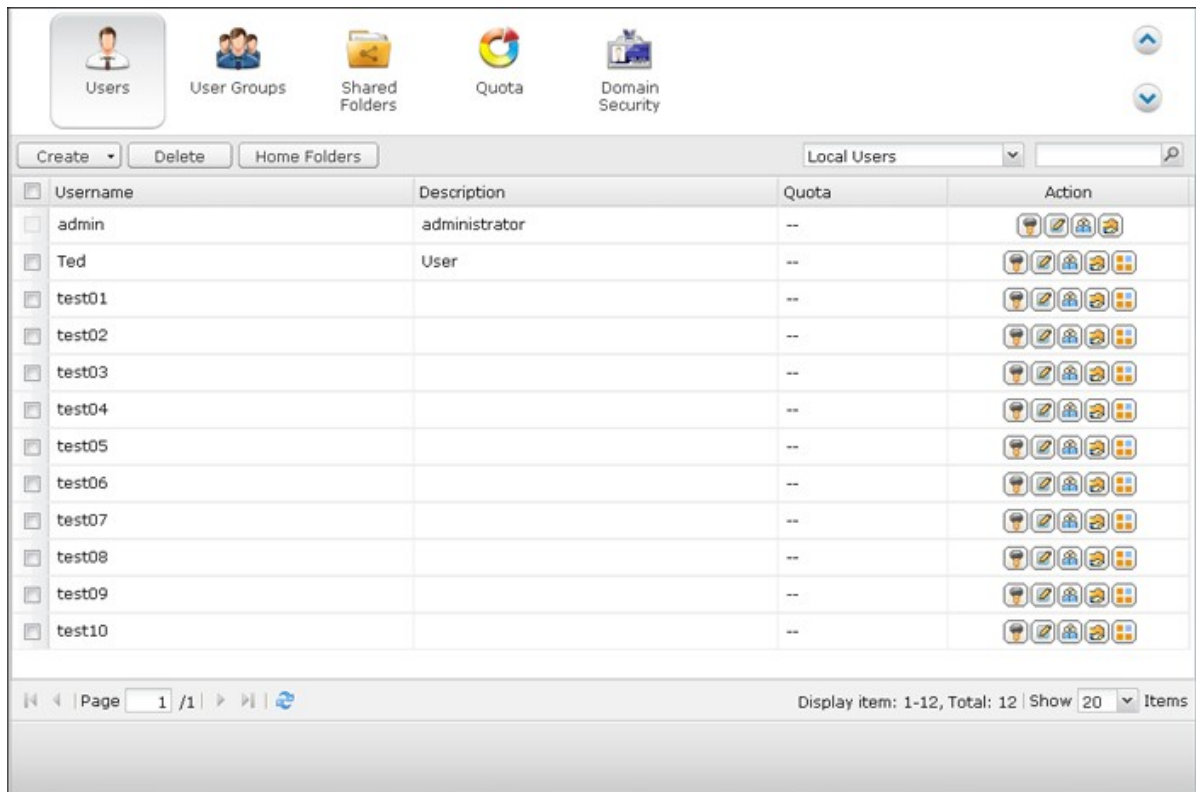 Users User Groups Shared Folders Quota Domain Security
Create Delete Home Folders Local Users
Username Description Quota Action
admin administrator --
Ted User --
test01 --
test02 --
test03 --
test04 --
test05 --
test06 --
test07 --
test08 --
test09 --
test10 --
Page 1 /1 Display item: 1-12, Total: 12 Show 20 Items